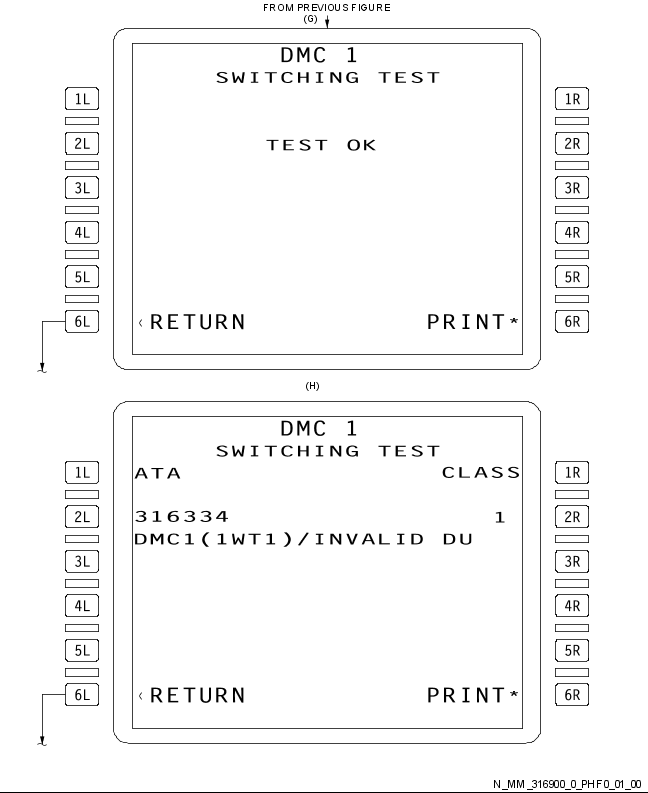 FROM PREVIOUS FIGURE
(G)
DMC 1
SWITCHING TEST
1L 1R
2L TEST OK 2R
3L 3R
4L 4R
5L 5R
6L ‹RETURN PRINT* 6R
(H)
DMC 1
SWITCHING TEST
1L ATA CLASS 1R
2L 316334 1 2R
DMC1(1WT1)/INVALID DU
3L 3R
4L 4R
5L 5R
6L ‹RETURN PRINT* 6R
N_MM_316900_0_PHF0_01_00